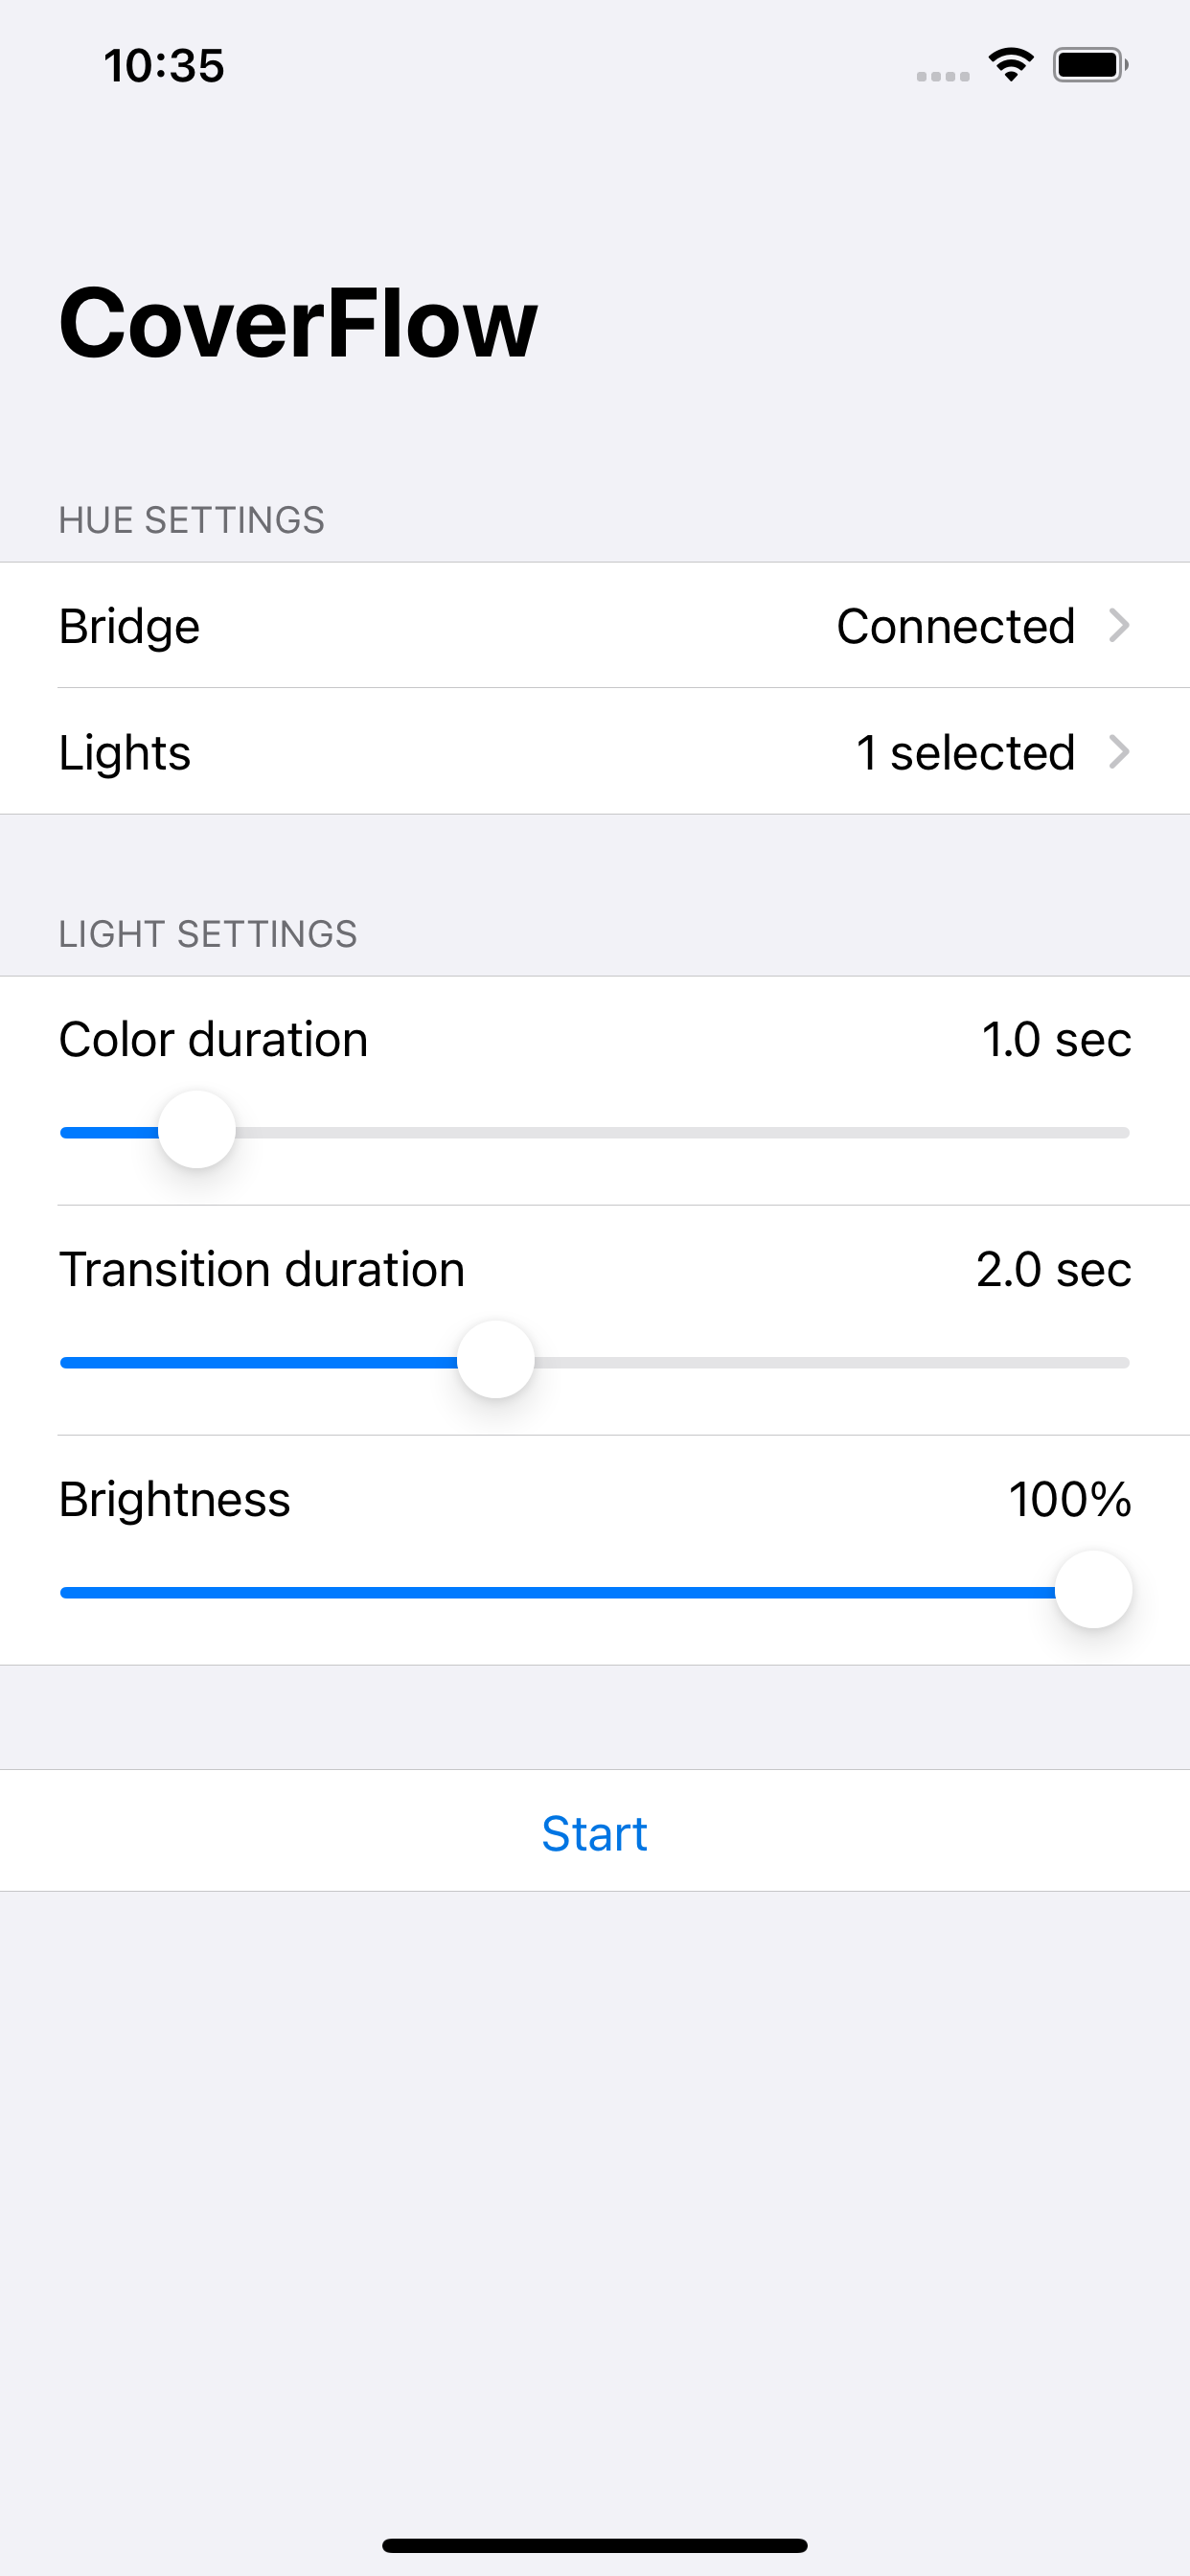 10:35
CoverFlow
HUE SETTINGS
Bridge Connected
Lights 1 selected
LIGHT SETTINGS
Color duration 1.0 sec
Transition duration 2.0 sec
Brightness 100%
Start